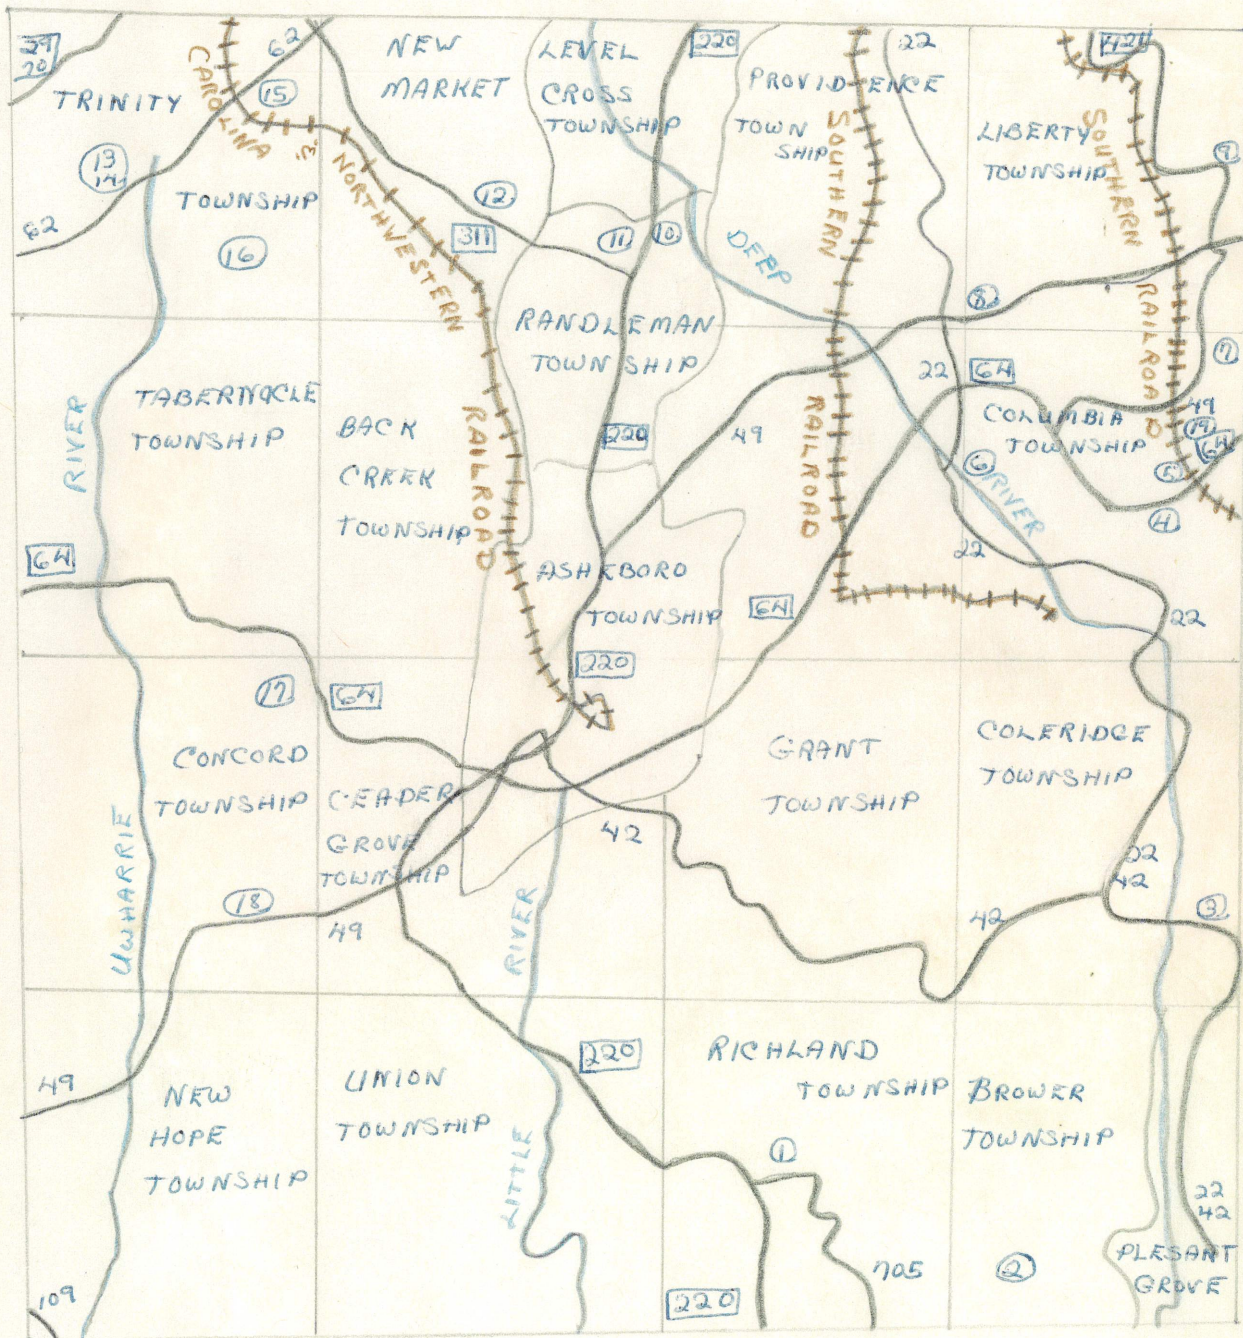 29
20
62
NEW
MARKET
LEVEL
CROSS
TOWNSHIP
220
PROVIDENCE
TOWN
SHIP
22
421
TRINITY
TOWNSHIP
15
CAROLINA
&
NORTHWESTERN
RAILROAD
13
14
62
16
12
311
11
10
DEEP
RIVER
SOUTHERN
RAILROAD
LIBERTY
TOWNSHIP
SOUTHERN
RAILROAD
9
8
7
RANDLEMAN
TOWNSHIP
TABERNACLE
TOWNSHIP
BACK
CREEK
TOWNSHIP
220
49
22
64
COLUMBIA
TOWNSHIP
49
19
64
5
4
6
64
RIVER
UWHARRIE
ASHEBORO
TOWNSHIP
64
22
22
220
17
64
CONCORD
TOWNSHIP
CEADER
GROVE
TOWNSHIP
GRANT
TOWNSHIP
COLERIDGE
TOWNSHIP
42
22
42
18
49
42
3
RIVER
LITTLE
49
NEW
HOPE
TOWNSHIP
UNION
TOWNSHIP
220
RICHLAND
TOWNSHIP
BROWER
TOWNSHIP
1
22
42
109
220
705
2
PLESANT
GROVE